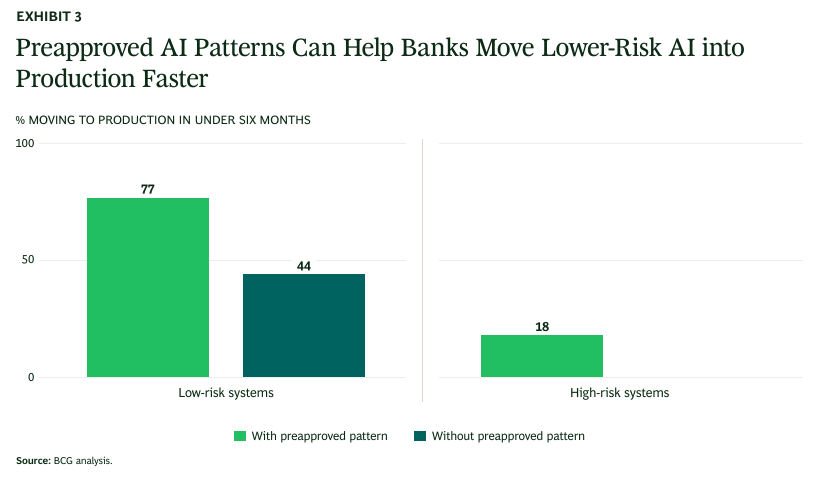 EXHIBIT 3
Preapproved AI Patterns Can Help Banks Move Lower-Risk AI into
Production Faster
% MOVING TO PRODUCTION IN UNDER SIX MONTHS
100
50
0
77
44
18
Low-risk systems
High-risk systems
With preapproved pattern
Without preapproved pattern
Source: BCG analysis.